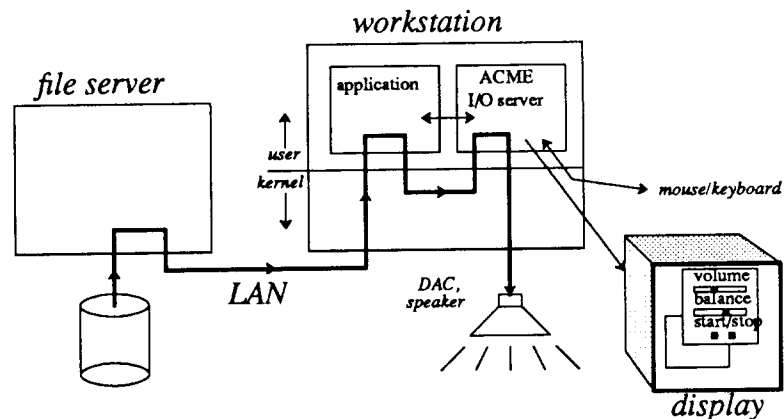 workstation
file server
application
ACME
I/O server
user
kernel
mouse/keyboard
LAN
DAC,
speaker
volume
balance
start/stop
display